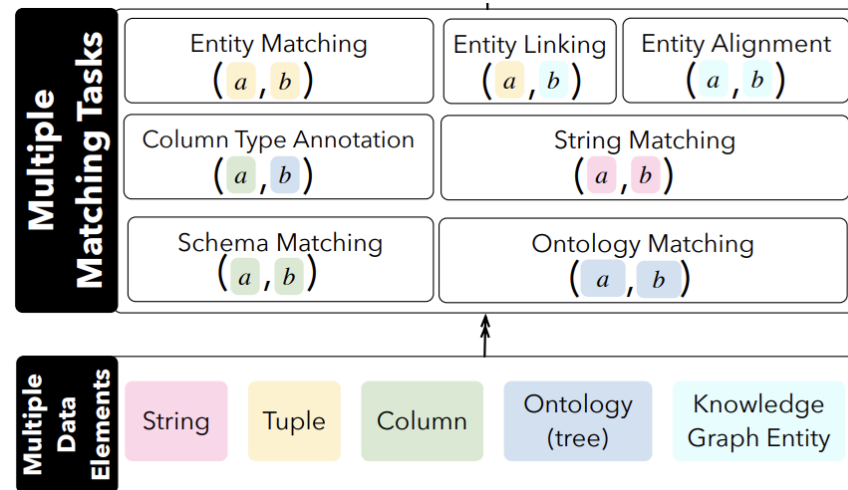 Multiple
Matching Tasks
Entity Matching
(a, b)
Entity Linking
(a, b)
Entity Alignment
(a, b)
Column Type Annotation
(a, b)
String Matching
(a, b)
Schema Matching
(a, b)
Ontology Matching
(a, b)
Multiple
Data
Elements
String
Tuple
Column
Ontology
(tree)
Knowledge
Graph Entity